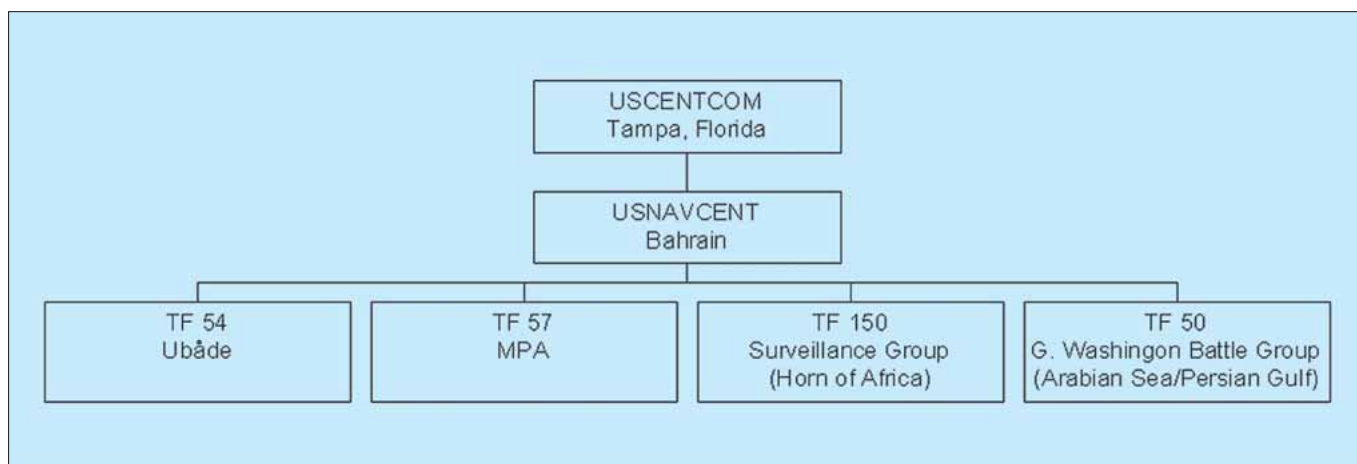 USCENTCOM
Tampa, Florida
USNAVCENT
Bahrain
TF 54
Ubåde
TF 57
MPA
TF 150
Surveillance Group
(Horn of Africa)
TF 50
G. Washingon Battle Group
(Arabian Sea/Persian Gulf)